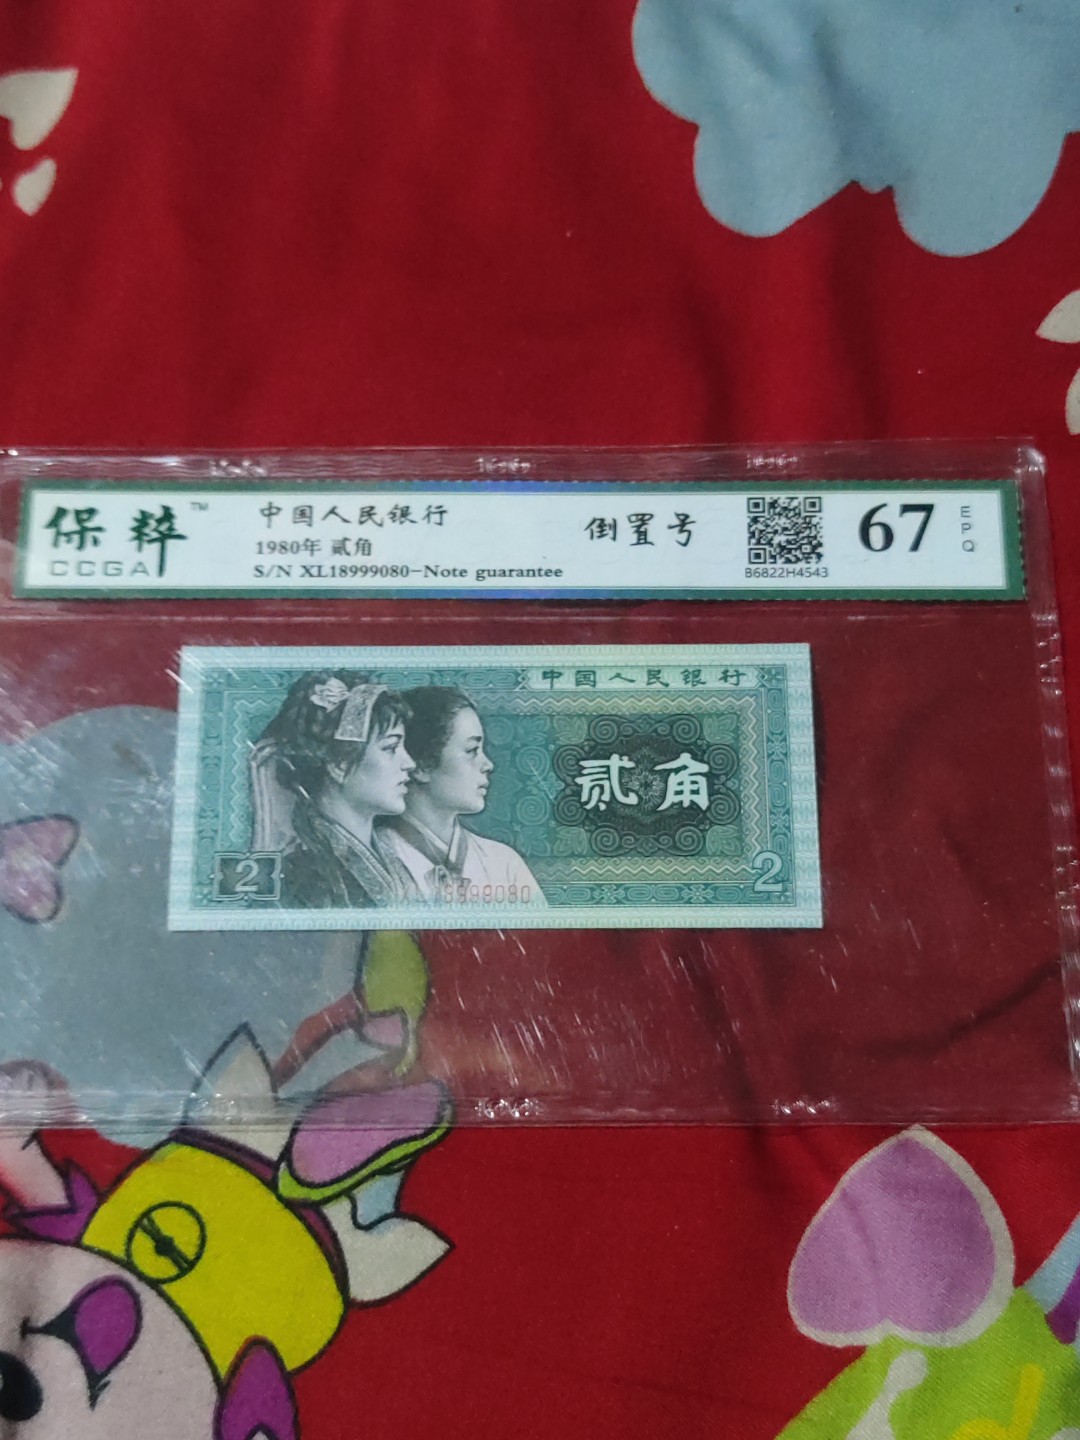 保粹™
CCGA
中国人民银行
1980年 贰角
S/N XL18999080-Note guarantee
倒置号
B6822H4543
67
EPQ
中国人民银行
贰角
2
2
XL18999080